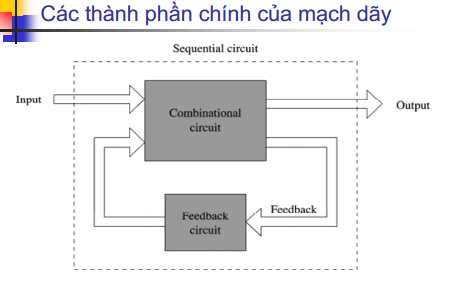 Các thành phần chính của mạch dãy
Sequential circuit
Input
Combinational
circuit
Output
Feedback
Feedback
circuit